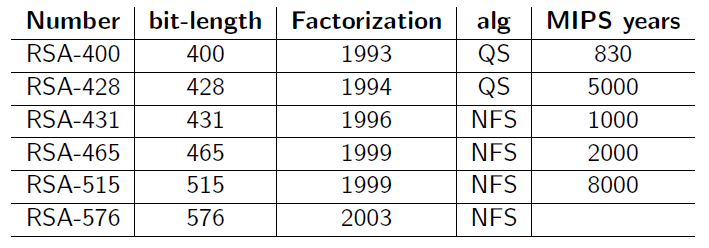 Number bit-length Factorization alg MIPS years
RSA-400 400 1993 QS 830
RSA-428 428 1994 QS 5000
RSA-431 431 1996 NFS 1000
RSA-465 465 1999 NFS 2000
RSA-515 515 1999 NFS 8000
RSA-576 576 2003 NFS